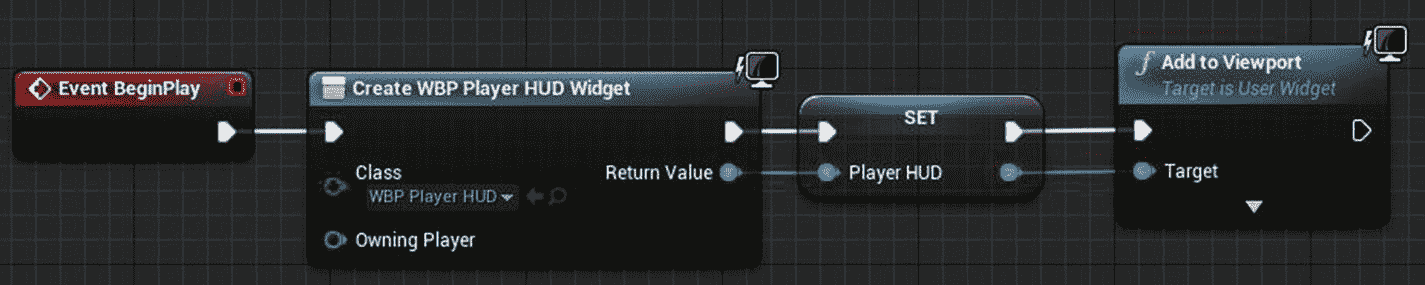 Event BeginPlay
Create WBP Player HUD Widget
Class
WBP Player HUD
Return Value
Owning Player
SET
Player HUD
f Add to Viewport
Target is User Widget
Target